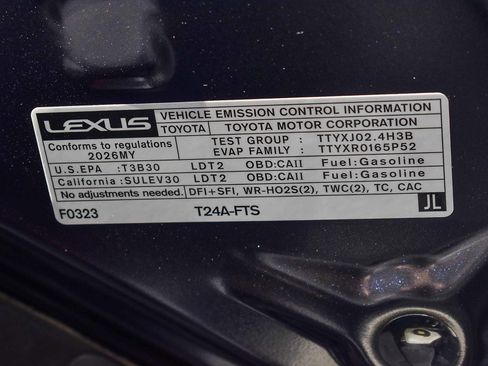 LEXUS VEHICLE EMISSION CONTROL INFORMATION
TOYOTA TOYOTA MOTOR CORPORATION
Conforms to regulations TEST GROUP : TTYXJ02.4H3B
2026MY EVAP FAMILY : TTYXR0165P52
U.S.EPA : T3B30 LDT2 OBD:CAII Fuel:Gasoline
California : SULEV30 LDT2 OBD:CAII Fuel:Gasoline
No adjustments needed. DFI+SFI, WR-HO2S(2), TWC(2), TC, CAC
F0323 T24A-FTS JL